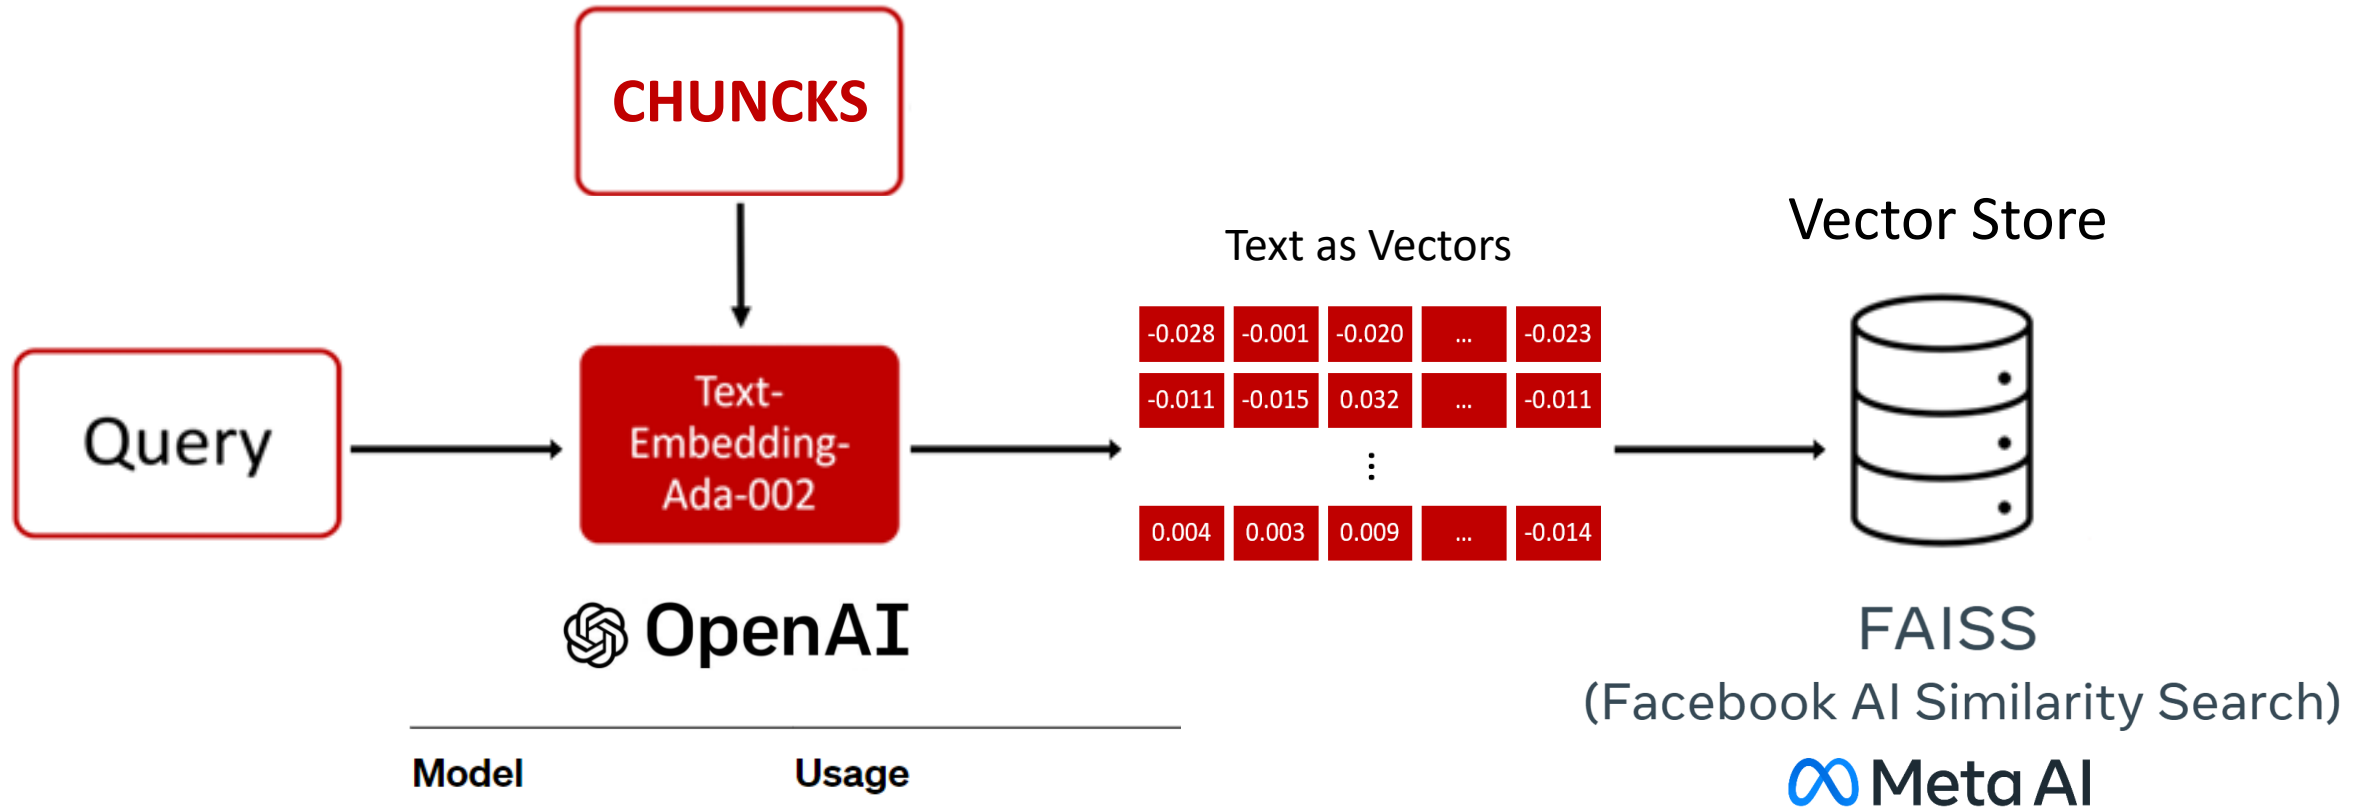 CHUNCKS
Query
Text-
Embedding-
Ada-002
OpenAI
Model Usage
Text as Vectors
-0.028 -0.001 -0.020 ... -0.023
-0.011 -0.015 0.032 ... -0.011
⋮
0.004 0.003 0.009 ... -0.014
Vector Store
FAISS
(Facebook AI Similarity Search)
Meta AI